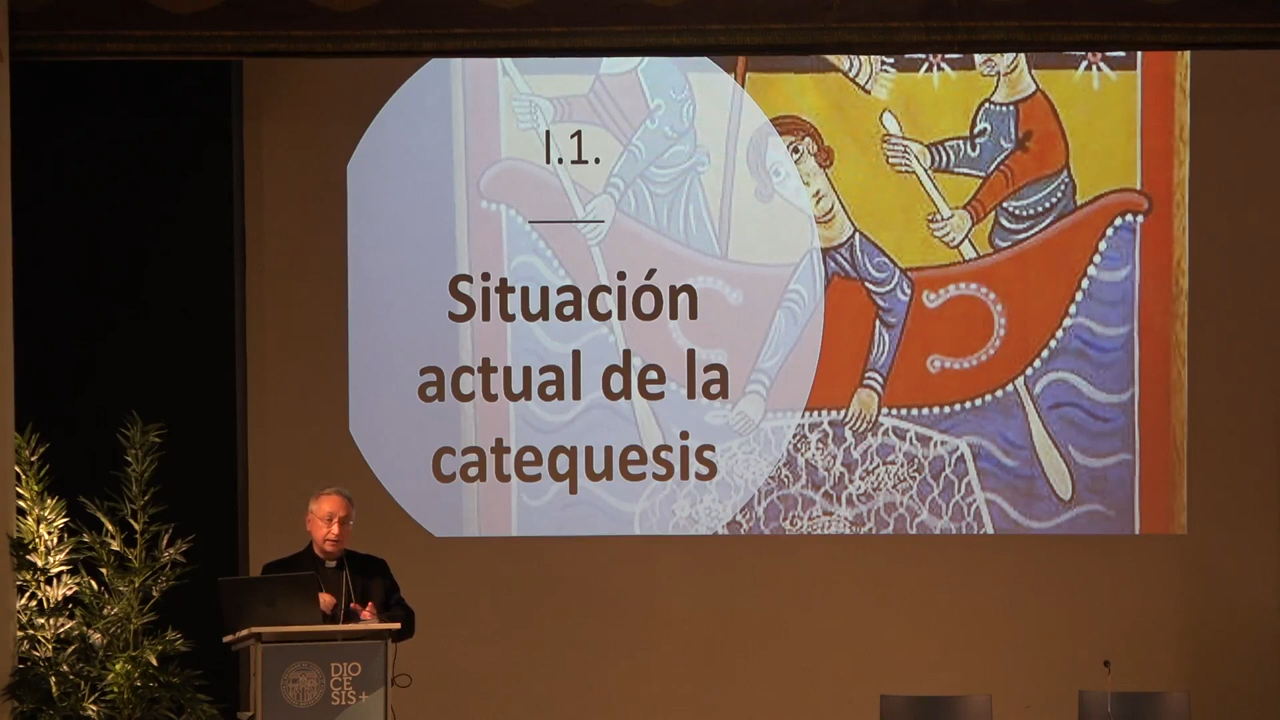 I.1.
Situación
actual de la
catequesis
DIO
CE
SIS+